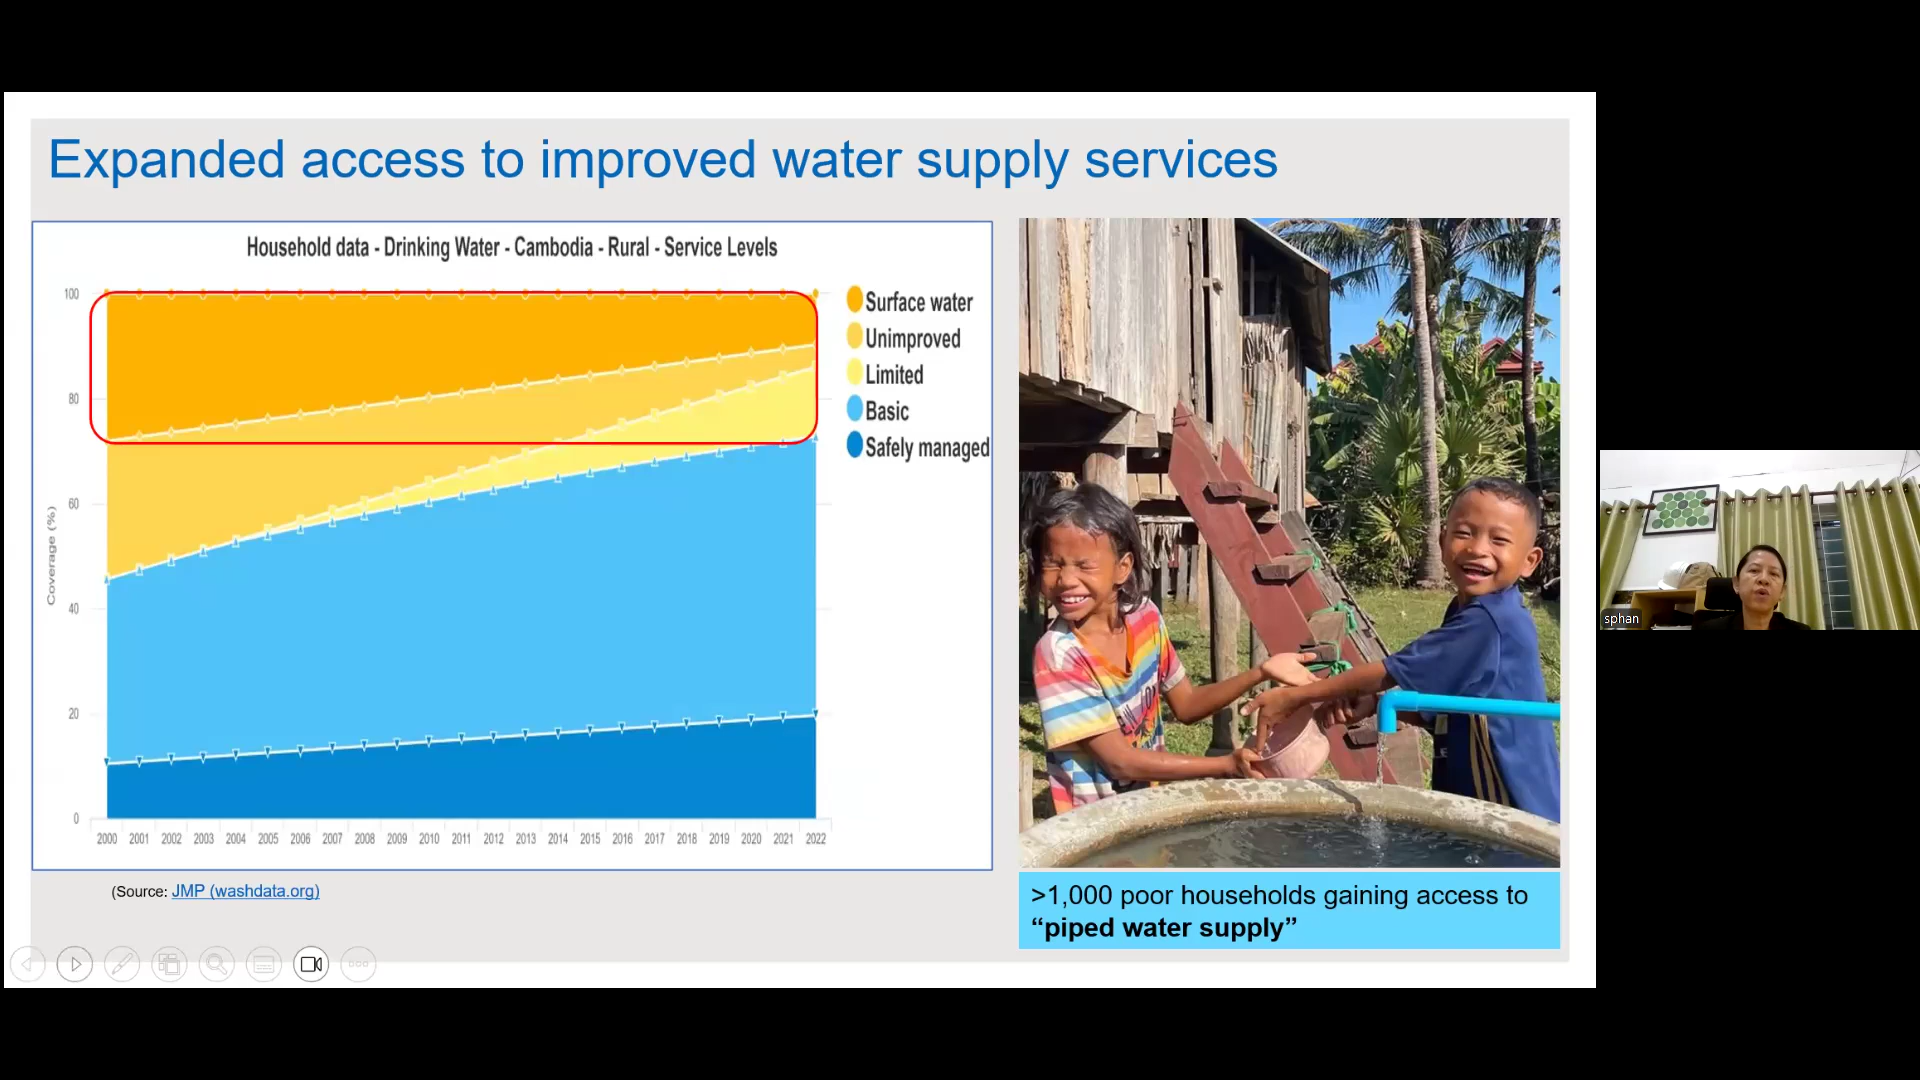 Expanded access to improved water supply services
Household data - Drinking Water - Cambodia - Rural - Service Levels
100
80
60
40
20
0
Coverage (%)
2000 2001 2002 2003 2004 2005 2006 2007 2008 2009 2010 2011 2012 2013 2014 2015 2016 2017 2018 2019 2020 2021 2022
Surface water
Unimproved
Limited
Basic
Safely managed
(Source: JMP (washdata.org)
>1,000 poor households gaining access to
“piped water supply”
sphan